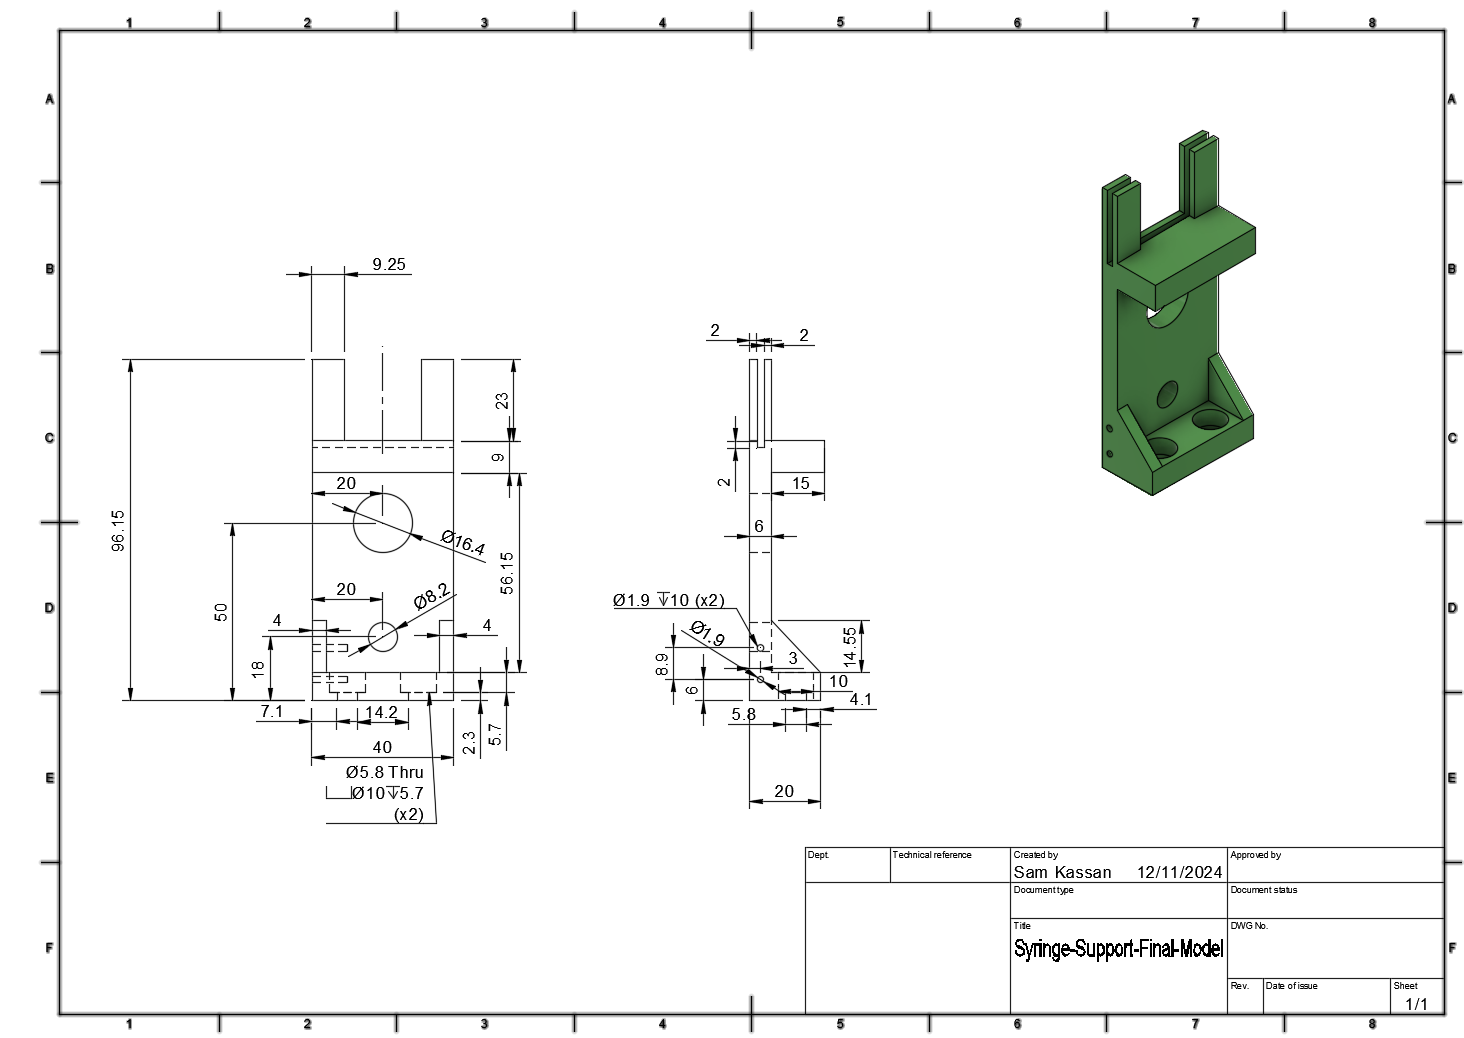 1 2 3 4 5 6 7 8
A A
B B
C C
D D
E E
F F
9.25
96.15
23
9
20
Ø16.4
56.15
50
20
Ø8.2
4
4
18
7.1
14.2
2.3
5.7
40
Ø5.8 Thru
⌴Ø10↧5.7
(x2)
2
2
2
15
6
Ø1.9 ↧10 (x2)
Ø1.9
8.9
3
14.55
6
10
4.1
5.8
20
Dept.
Technical reference
Created by
Approved by
Sam Kassan 12/11/2024
Document type
Document status
Title
DWG No.
Syringe-Support-Final-Model
Rev.
Date of issue
Sheet
1/1
1 2 3 4 5 6 7 8